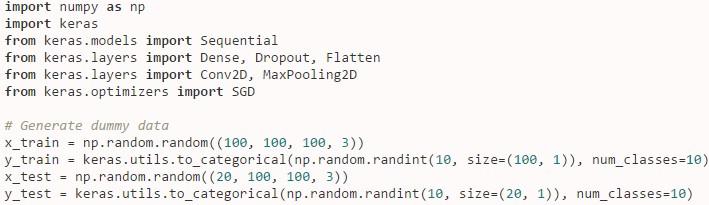 import numpy as np
import keras
from keras.models import Sequential
from keras.layers import Dense, Dropout, Flatten
from keras.layers import Conv2D, MaxPooling2D
from keras.optimizers import SGD

# Generate dummy data
x_train = np.random.random((100, 100, 100, 3))
y_train = keras.utils.to_categorical(np.random.randint(10, size=(100, 1)), num_classes=10)
x_test = np.random.random((20, 100, 100, 3))
y_test = keras.utils.to_categorical(np.random.randint(10, size=(20, 1)), num_classes=10)